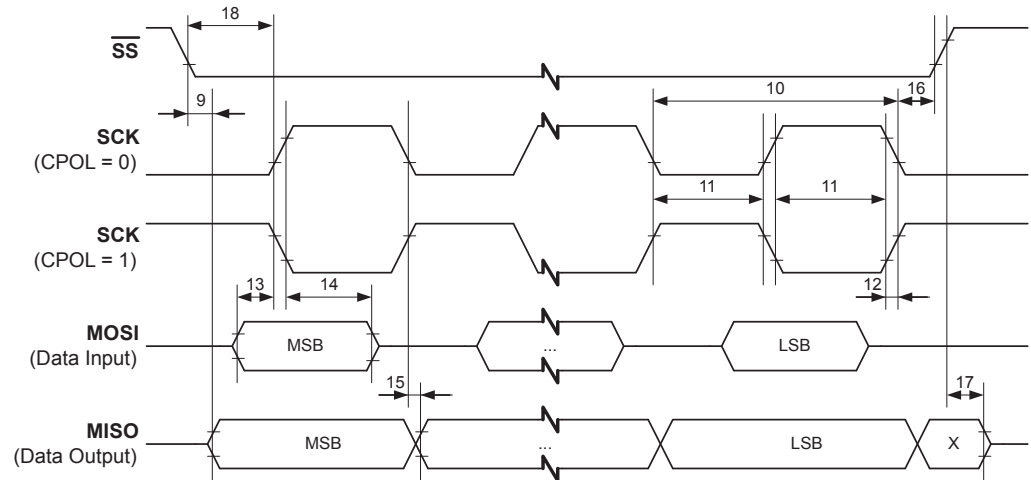 18
SS
9
10
16
SCK
(CPOL = 0)
11
11
SCK
(CPOL = 1)
13
14
12
MOSI
(Data Input)
MSB
...
LSB
15
17
MISO
(Data Output)
MSB
...
LSB
X